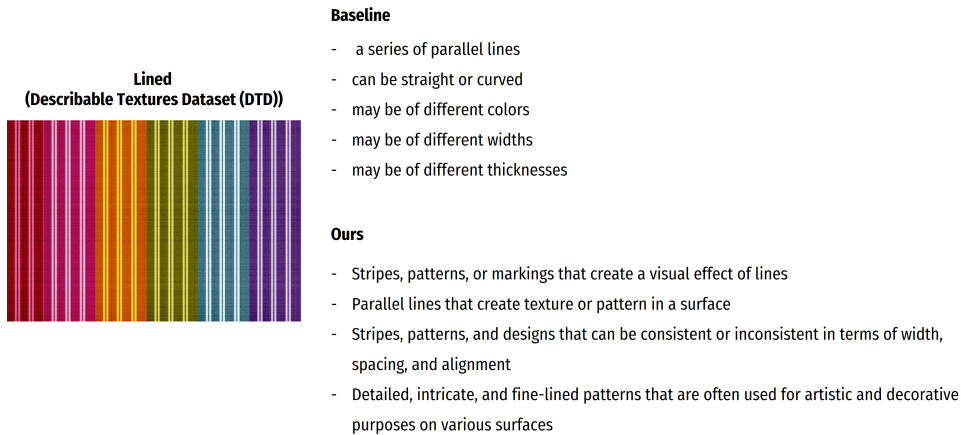 Lined
(Describable Textures Dataset (DTD))
Baseline
- a series of parallel lines
- can be straight or curved
- may be of different colors
- may be of different widths
- may be of different thicknesses
Ours
- Stripes, patterns, or markings that create a visual effect of lines
- Parallel lines that create texture or pattern in a surface
- Stripes, patterns, and designs that can be consistent or inconsistent in terms of width,
spacing, and alignment
- Detailed, intricate, and fine-lined patterns that are often used for artistic and decorative
purposes on various surfaces